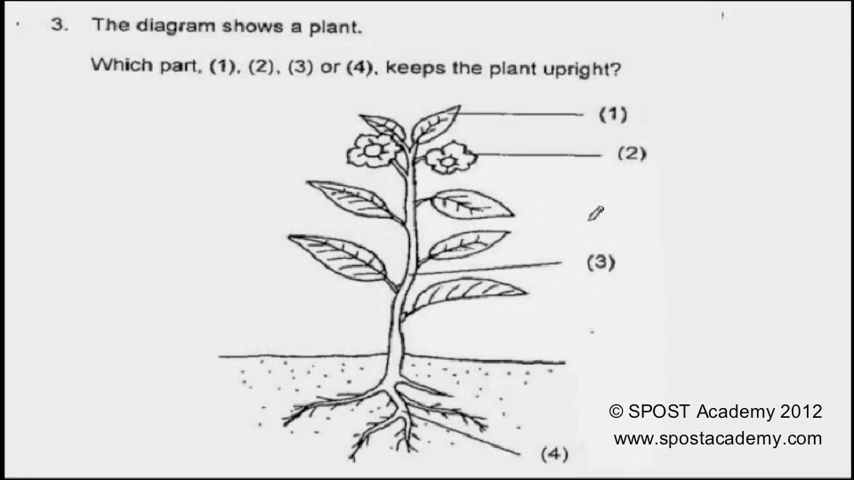 3. The diagram shows a plant.
Which part, (1), (2), (3) or (4), keeps the plant upright?
(1)
(2)
(3)
(4)
© SPOST Academy 2012
www.spostacademy.com